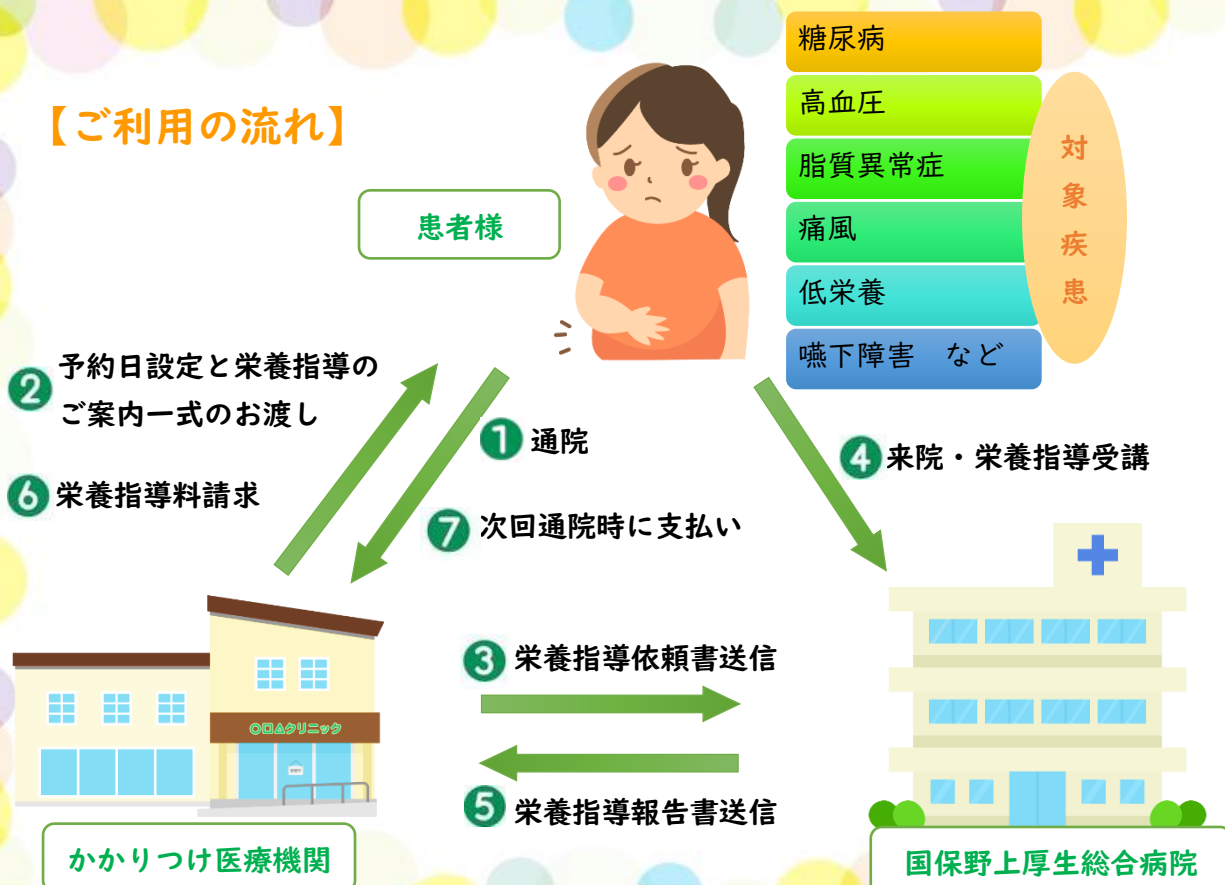 【ご利用の流れ】
患者様
糖尿病
高血圧
脂質異常症
痛風
低栄養
嚥下障害　など
対象疾患
❷ 予約日設定と栄養指導の
ご案内一式のお渡し
❶ 通院
❹ 来院・栄養指導受講
❻ 栄養指導料請求
❼ 次回通院時に支払い
❸ 栄養指導依頼書送信
○□△クリニック
❺ 栄養指導報告書送信
かかりつけ医療機関
国保野上厚生総合病院